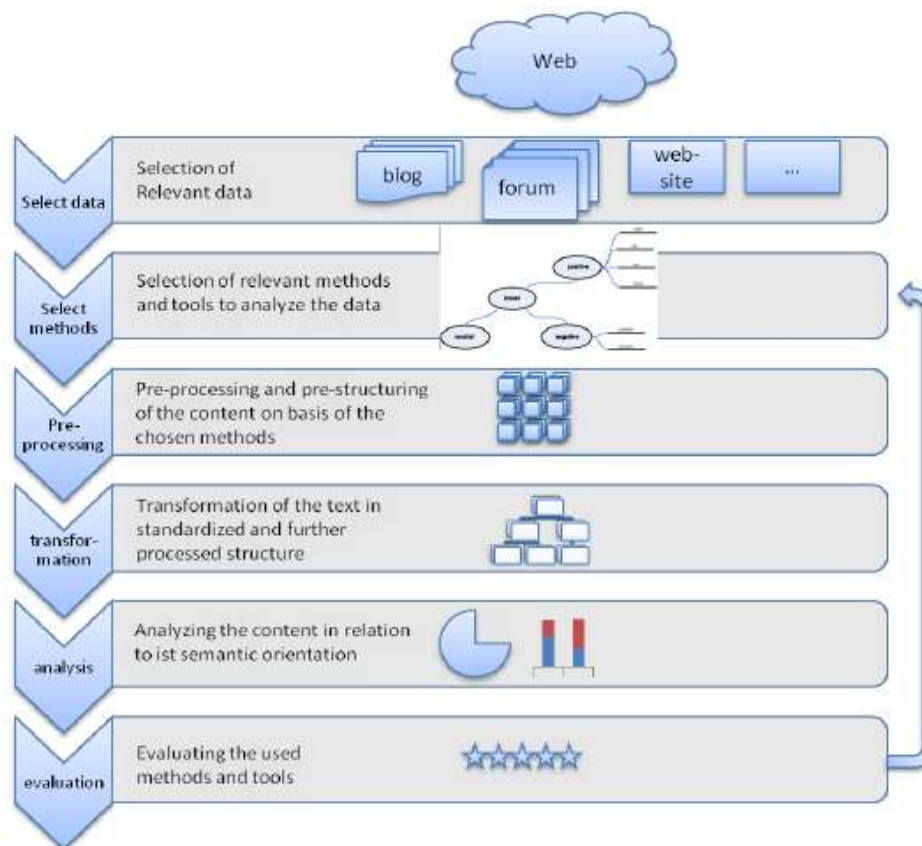 Web
Select data
Selection of
Relevant data
blog
forum
web-
site
...
Select
methods
Selection of relevant methods
and tools to analyze the data
positive
neutral
negative
Pre-
processing
Pre-processing and pre-structuring
of the content on basis of the
chosen methods
transfor-
mation
Transformation of the text in
standardized and further
processed structure
analysis
Analyzing the content in relation
to ist semantic orientation
evaluation
Evaluating the used
methods and tools